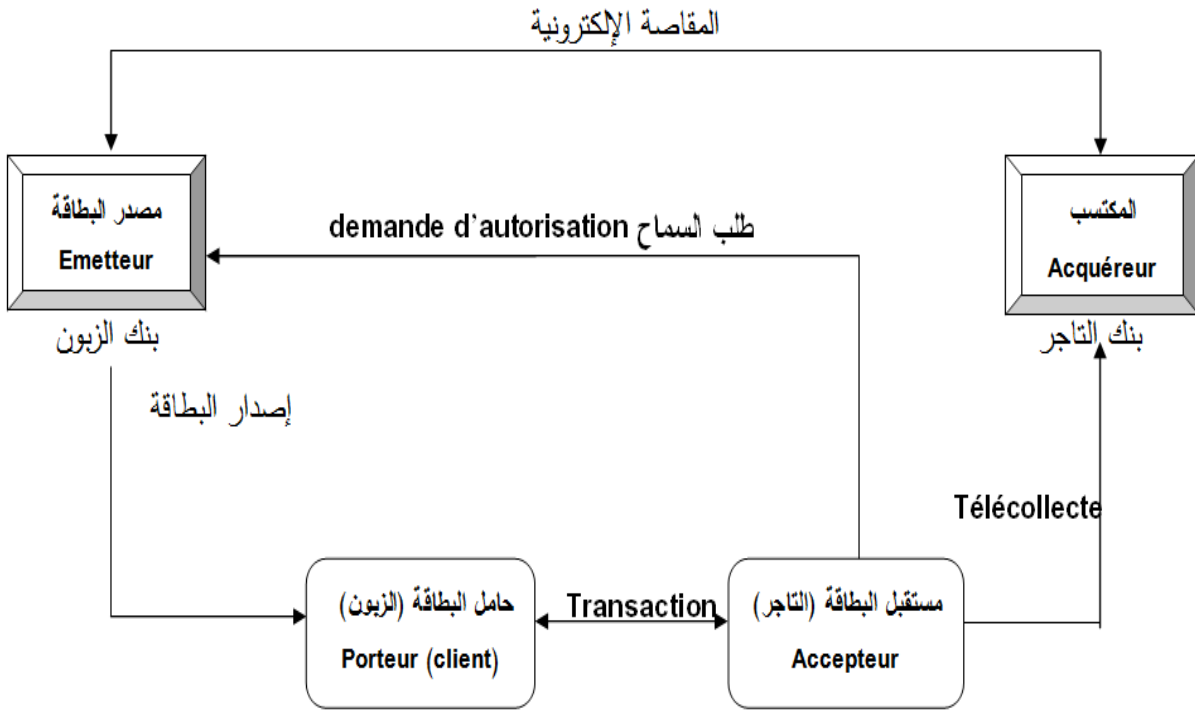 المقاصة الإلكترونية
مصدر البطاقة
Emetteur
بنك الزبون
demande d`autorisation طلب السماح
المكتسب
Acquéreur
بنك التاجر
إصدار البطاقة
Télécollecte
حامل البطاقة (الزبون)
Porteur (client)
Transaction
مستقبل البطاقة (التاجر)
Accepteur